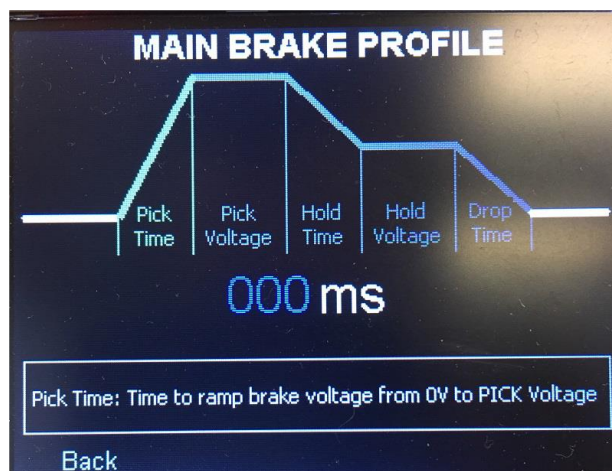 MAIN BRAKE PROFILE
Pick Time
Pick Voltage
Hold Time
Hold Voltage
Drop Time
000 ms
Pick Time: Time to ramp brake voltage from 0V to PICK Voltage
Back